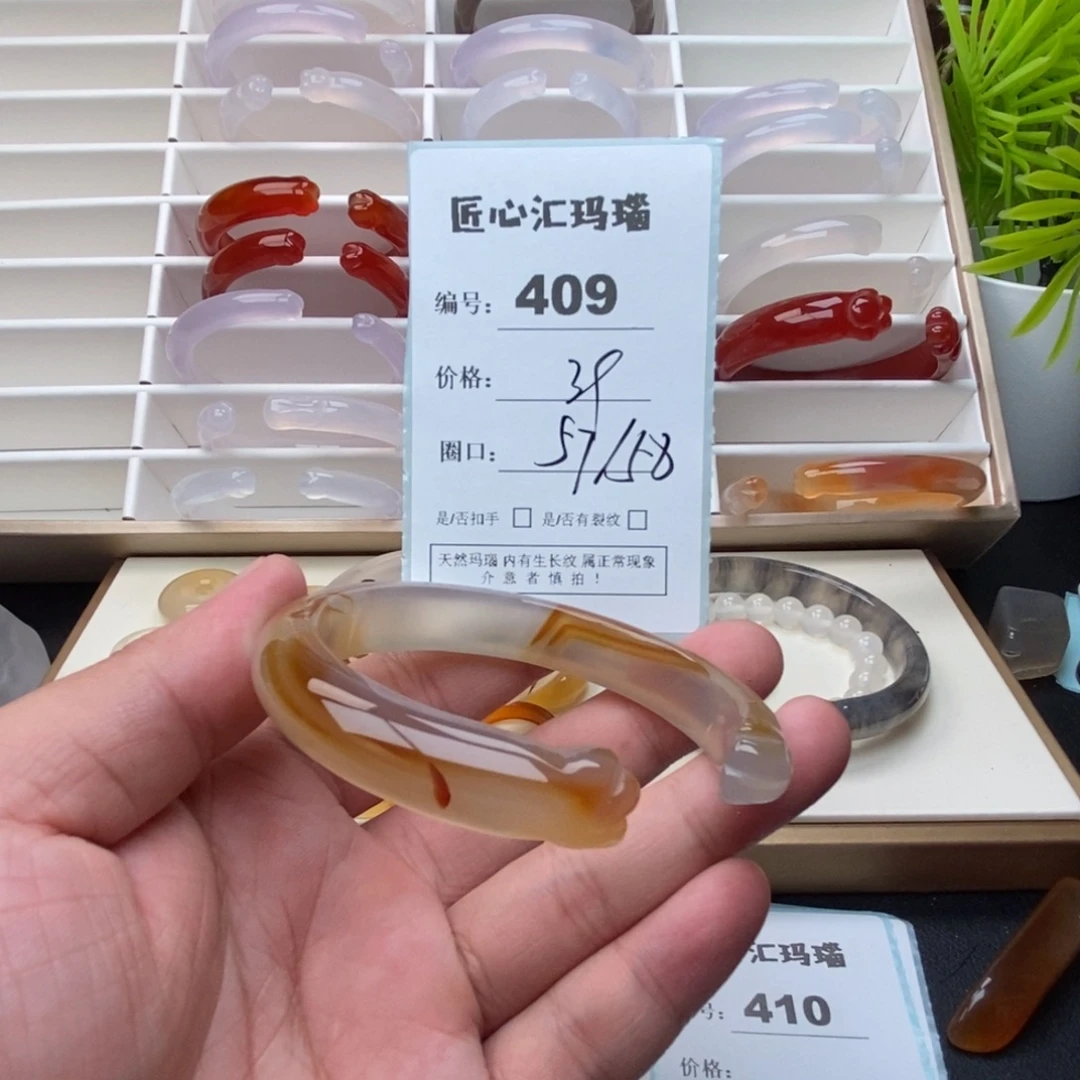 匠心汇玛瑙
编号: 409
价格: 39
圈口: 57/58
是/否扣手 □ 是/否有裂纹 □
天然玛瑙 内有生长纹 属正常现象
介意者慎拍!
汇玛瑙
号: 410
价格: